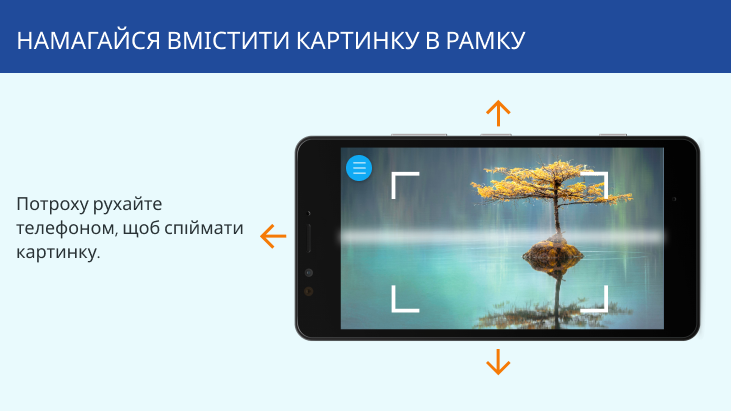 НАМАГАЙСЯ ВМІСТИТИ КАРТИНКУ В РАМКУ
Потроху рухайте
телефоном, щоб спіймати
картинку.